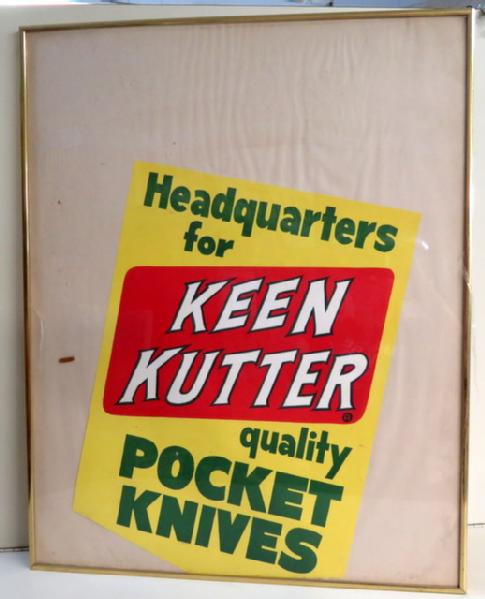 Headquarters
for
KEEN
KUTTER®
quality
POCKET
KNIVES